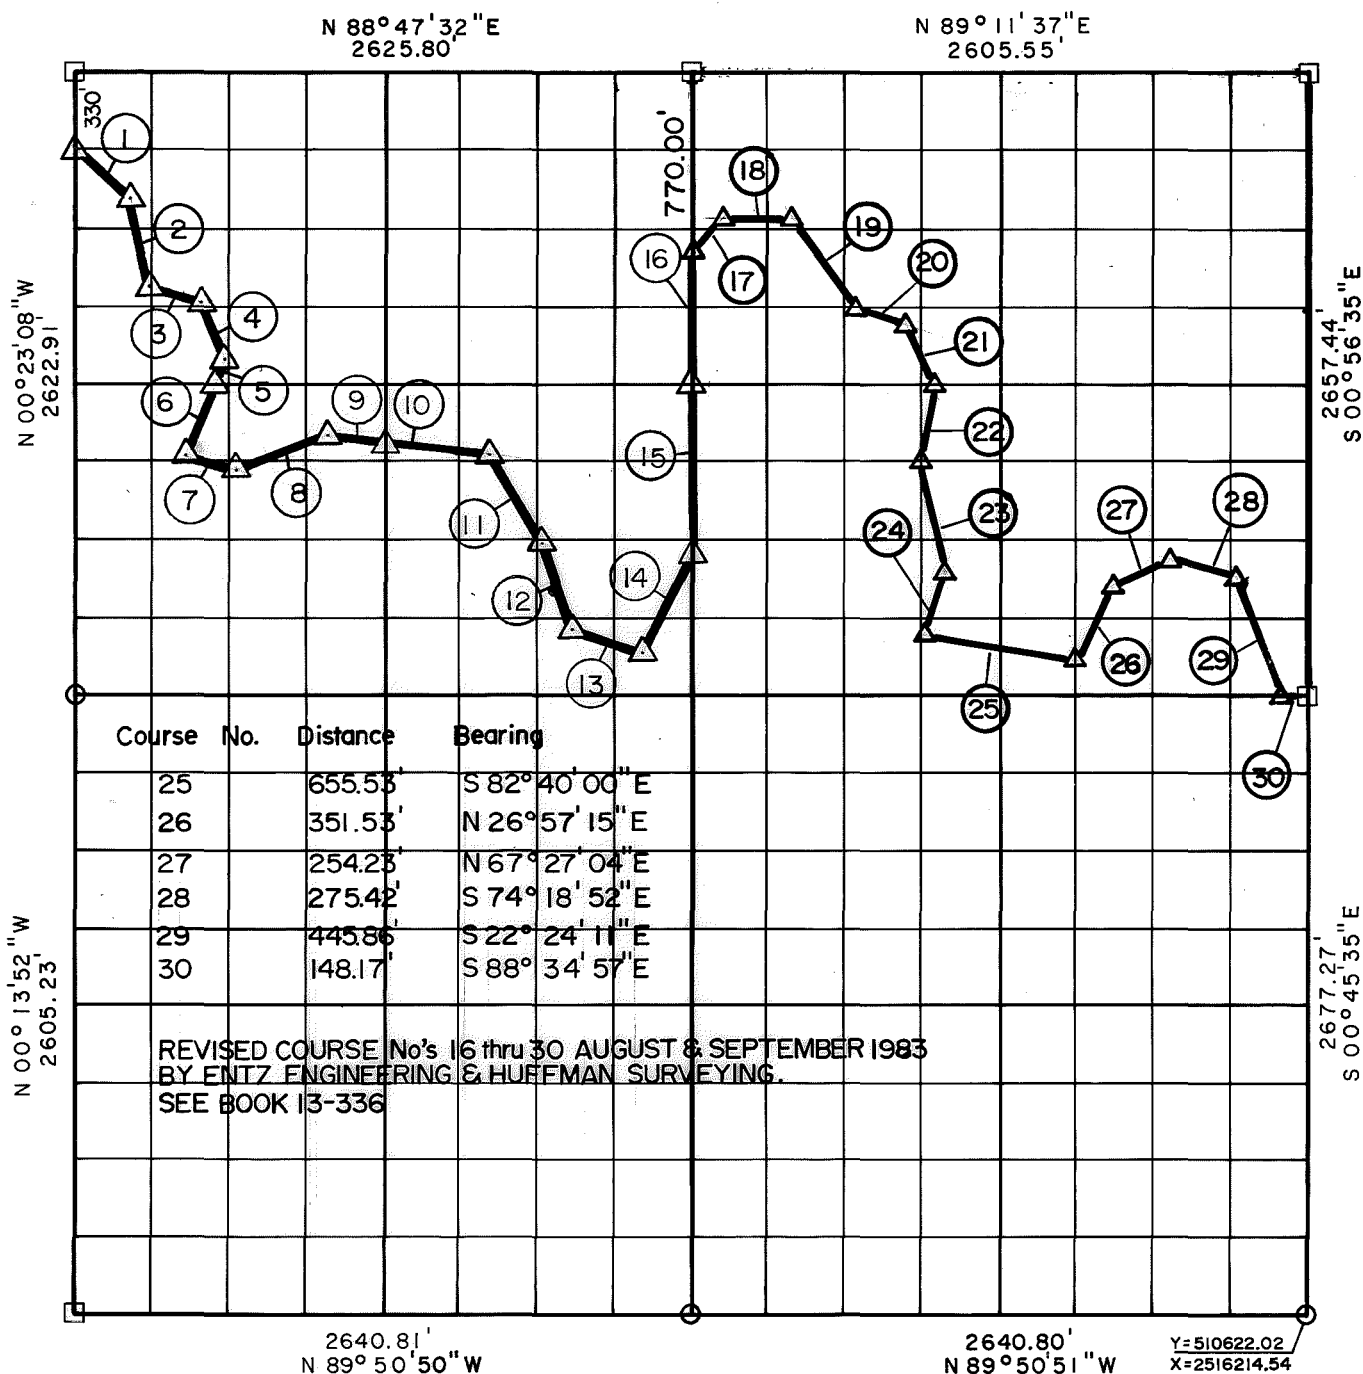 N 88°47'32"E
2625.80'
N 89°11'37"E
2605.55'
330'
1
770.00'
18
2
19
16
20
17
N 00°23'08"W
2622.91'
2657.44'
S 00°56'35"E
3
4
21
5
6
9
10
22
15
7
8
11
23
24
27
28
12
14
13
26
29
25
30
Course No. Distance Bearing
25 655.53' S 82°40'00"E
26 351.53' N 26°57'15"E
27 254.23' N 67°27'04"E
28 275.42' S 74°18'52"E
29 445.86' S 22°24'11"E
30 148.17' S 88°34'57"E
N 00°13'52"W
2605.23'
2677.27'
S 00°45'35"E
REVISED COURSE No's 16 thru 30 AUGUST & SEPTEMBER 1983
BY ENTZ ENGINEERING & HUFFMAN SURVEYING.
SEE BOOK 13-336
2640.81'
N 89°50'50"W
2640.80'
N 89°50'51"W
Y=510622.02
X=2516214.54